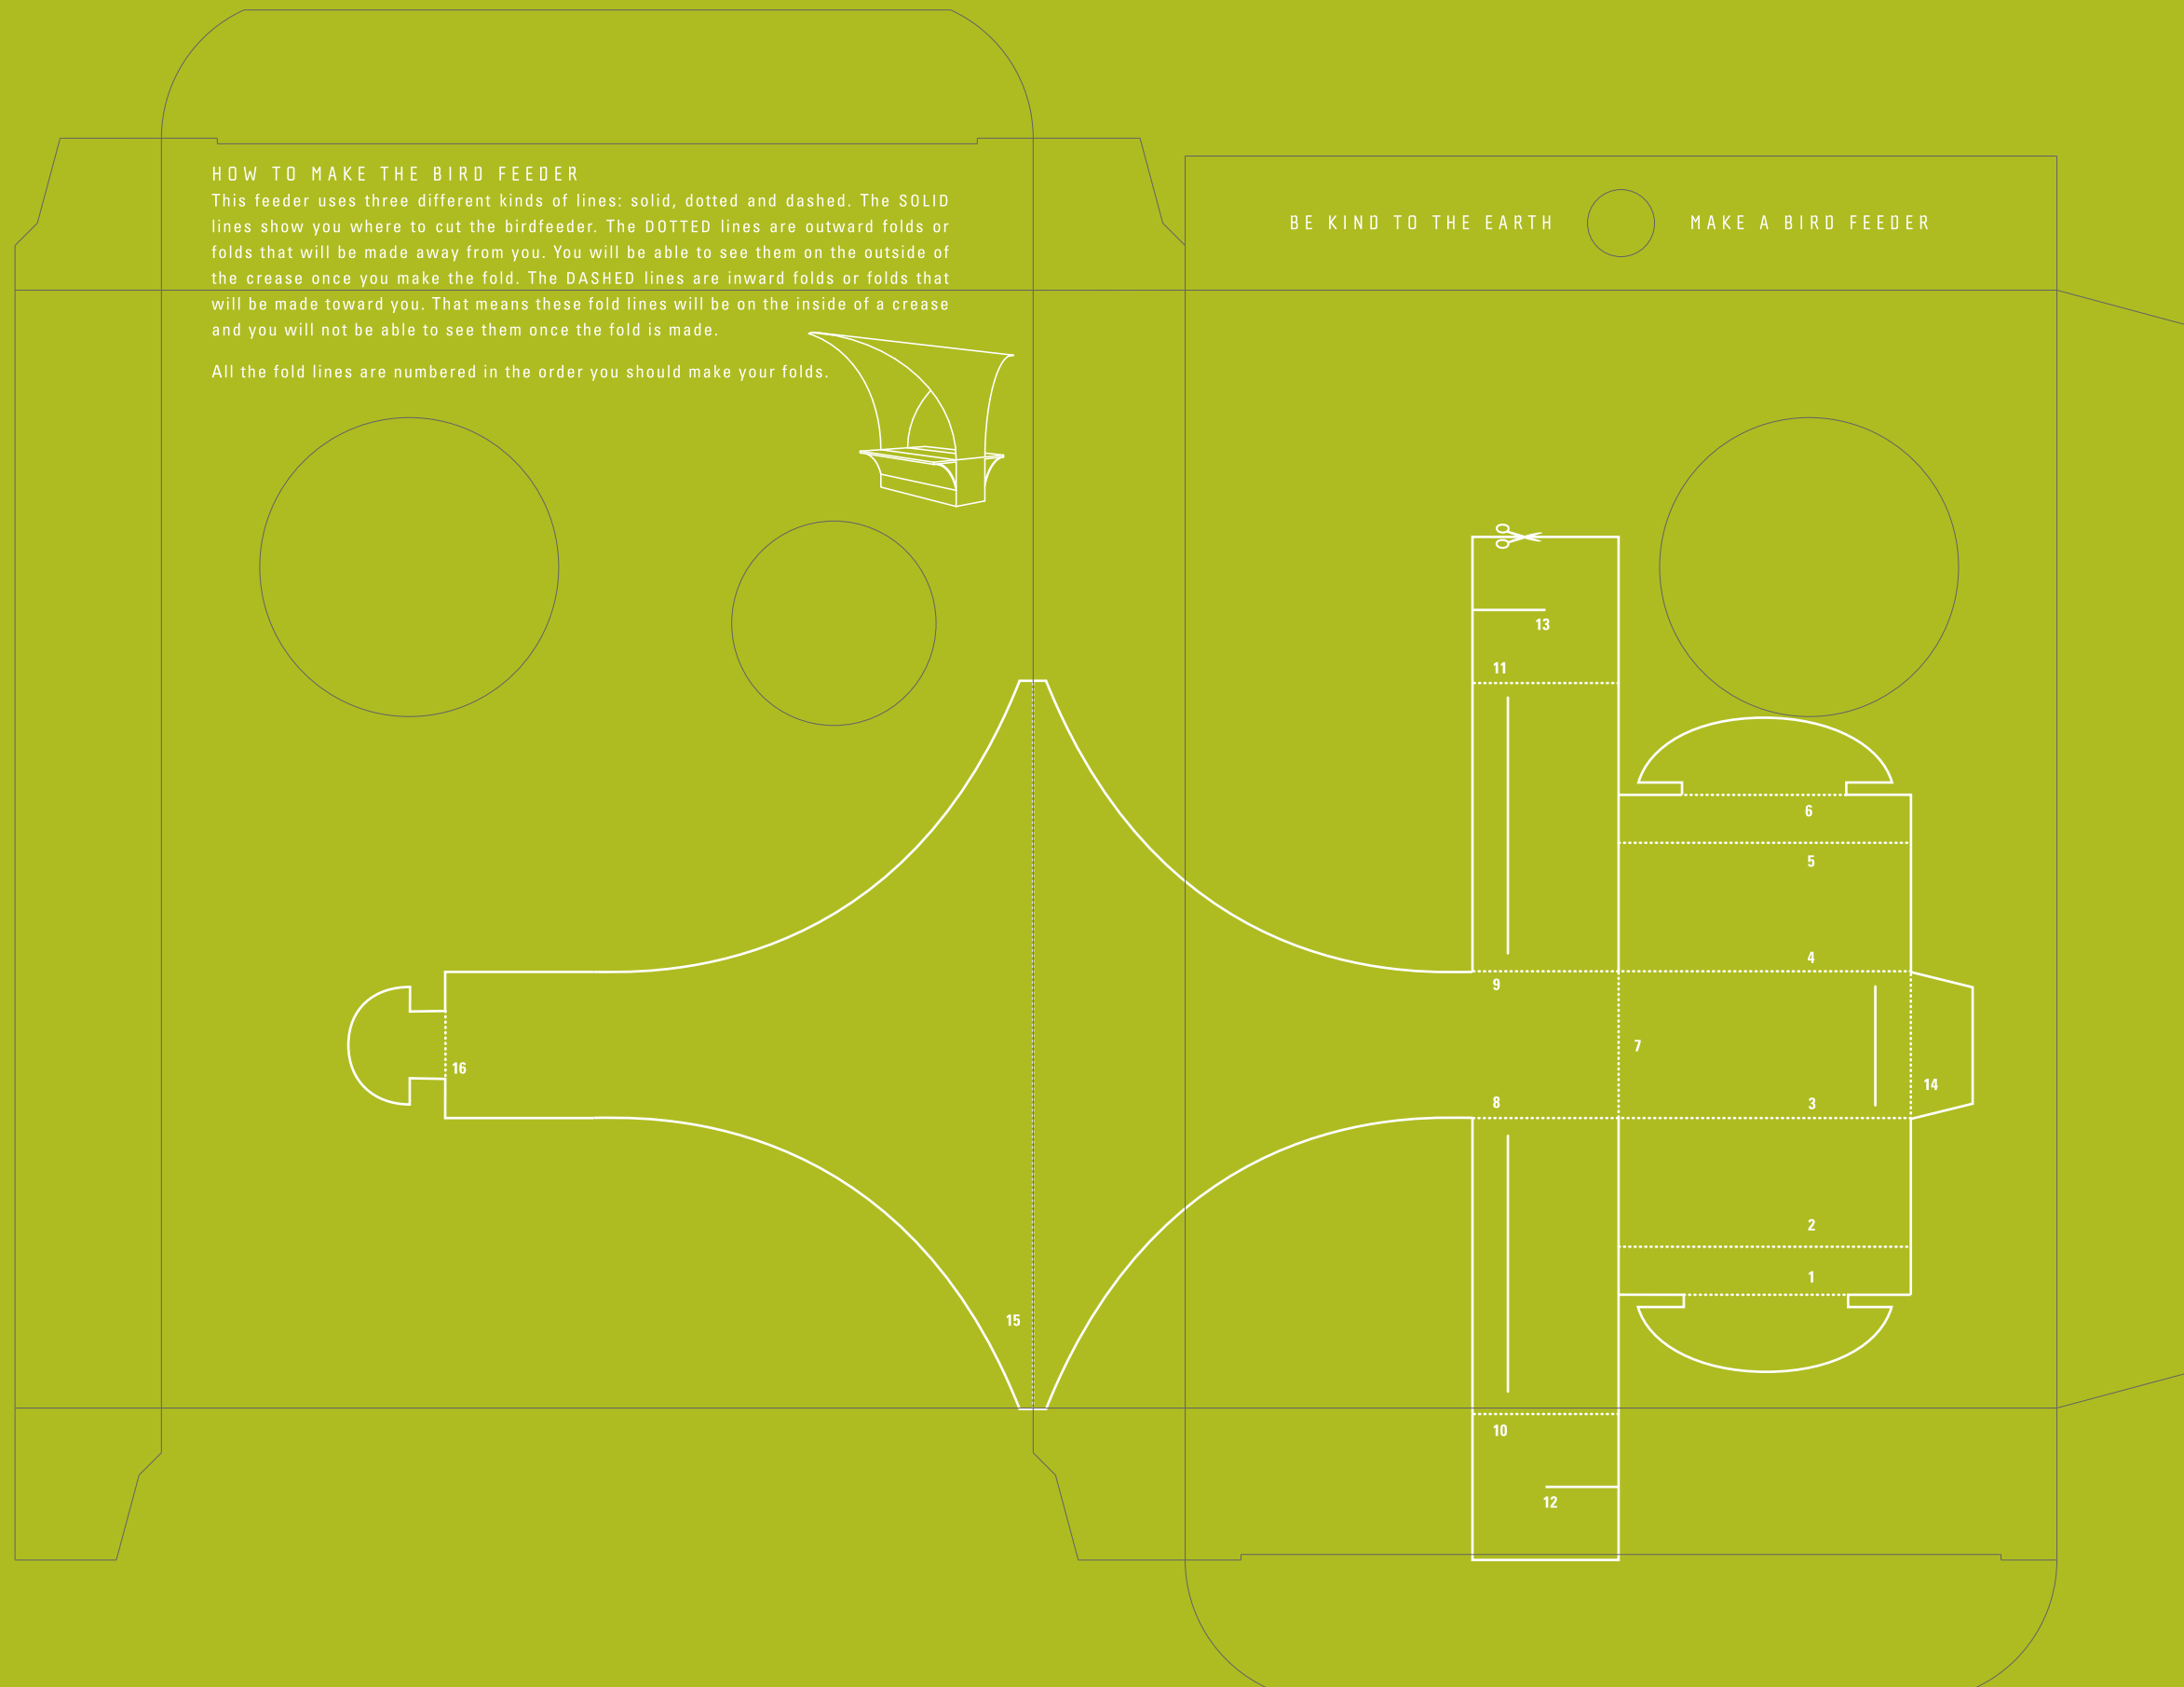 HOW TO MAKE THE BIRD FEEDER
This feeder uses three different kinds of lines: solid, dotted and dashed. The SOLID
lines show you where to cut the birdfeeder. The DOTTED lines are outward folds or
folds that will be made away from you. You will be able to see them on the outside of
the crease once you make the fold. The DASHED lines are inward folds or folds that
will be made toward you. That means these fold lines will be on the inside of a crease
and you will not be able to see them once the fold is made.
All the fold lines are numbered in the order you should make your folds.
BE KIND TO THE EARTH
MAKE A BIRD FEEDER
13
11
6
5
4
9
7
16
14
8
3
2
1
15
10
12